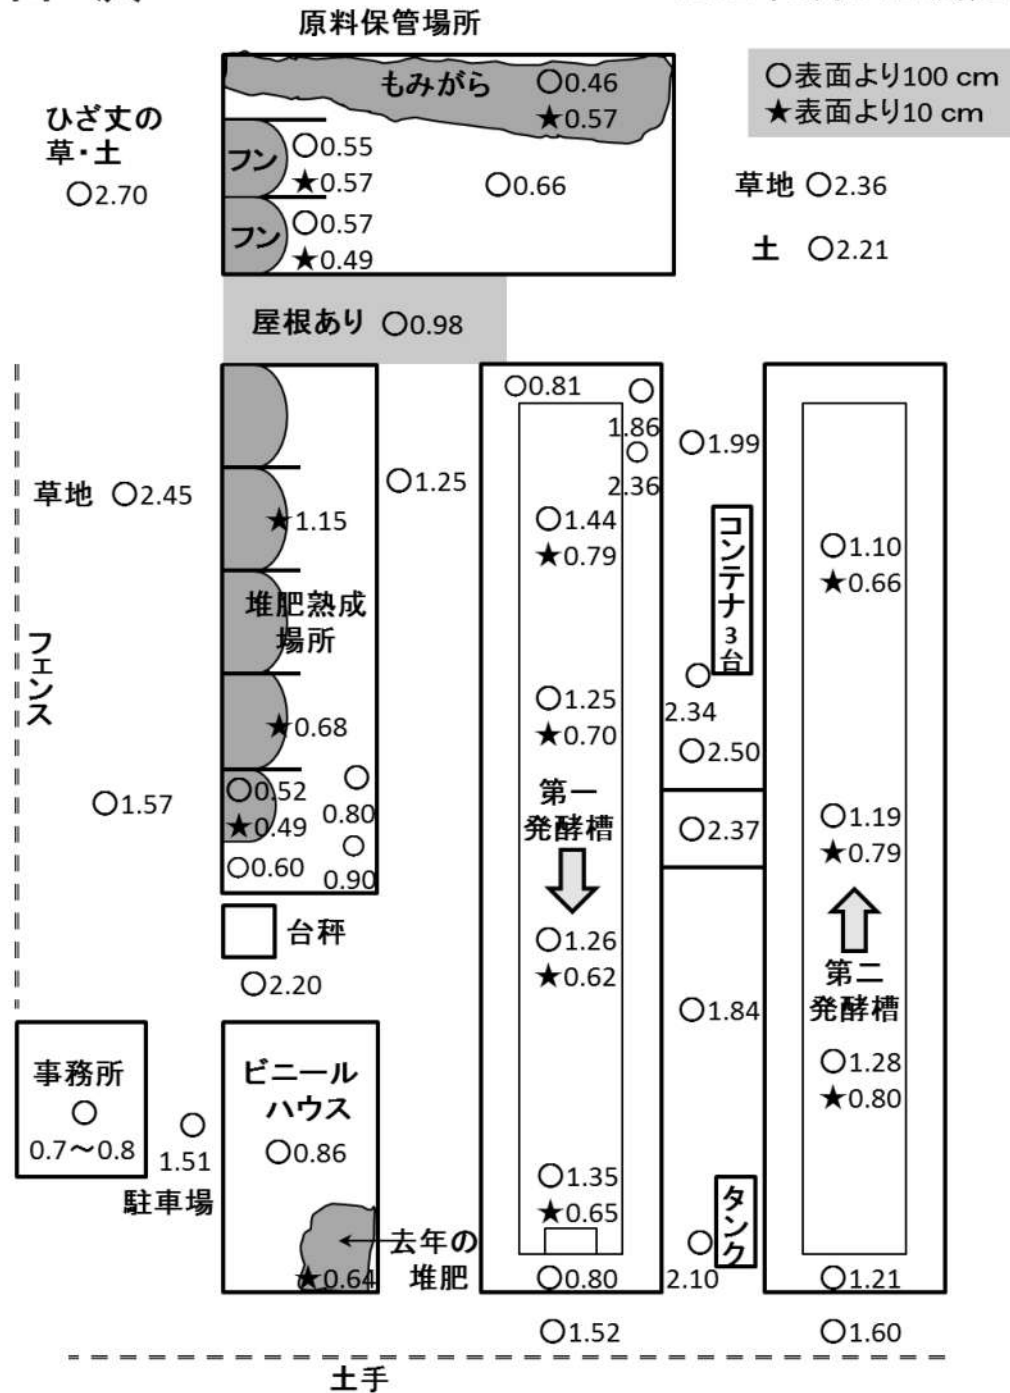 原料保管場所
○表面より100 cm
★表面より10 cm
もみがら
○0.46
★0.57
ひざ丈の
草・土
○2.70
フン
○0.55
★0.57
フン
○0.57
★0.49
○0.66
草地 ○2.36
土 ○2.21
屋根あり ○0.98
○0.81
○
1.86
○
2.36
○1.99
草地 ○2.45
○1.25
★1.15
○1.44
★0.79
コンテナ3台
○1.10
★0.66
堆肥熟成
場所
フェンス
★0.68
○1.25
★0.70
○
2.34
○2.50
○1.57
○0.52
★0.49
○
0.80
○0.60
○
0.90
第一
発酵槽
○2.37
○1.19
★0.79
台秤
○2.20
○1.26
★0.62
第二
発酵槽
○1.84
○1.28
★0.80
事務所
○
0.7～0.8
○
1.51
駐車場
ビニール
ハウス
○0.86
去年の
堆肥
★0.64
○1.35
★0.65
○0.80
タンク
○
2.10
○1.21
○1.52
○1.60
土手